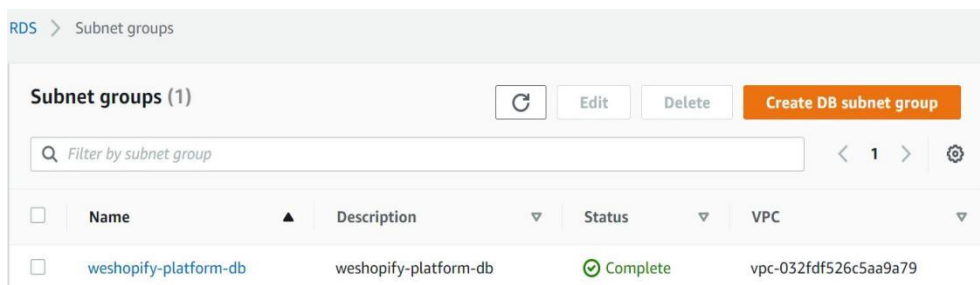 RDS > Subnet groups
Subnet groups (1) Edit Delete Create DB subnet group
Filter by subnet group < 1 >
Name Description Status VPC
weshopify-platform-db weshopify-platform-db Complete vpc-032fdf526c5aa9a79